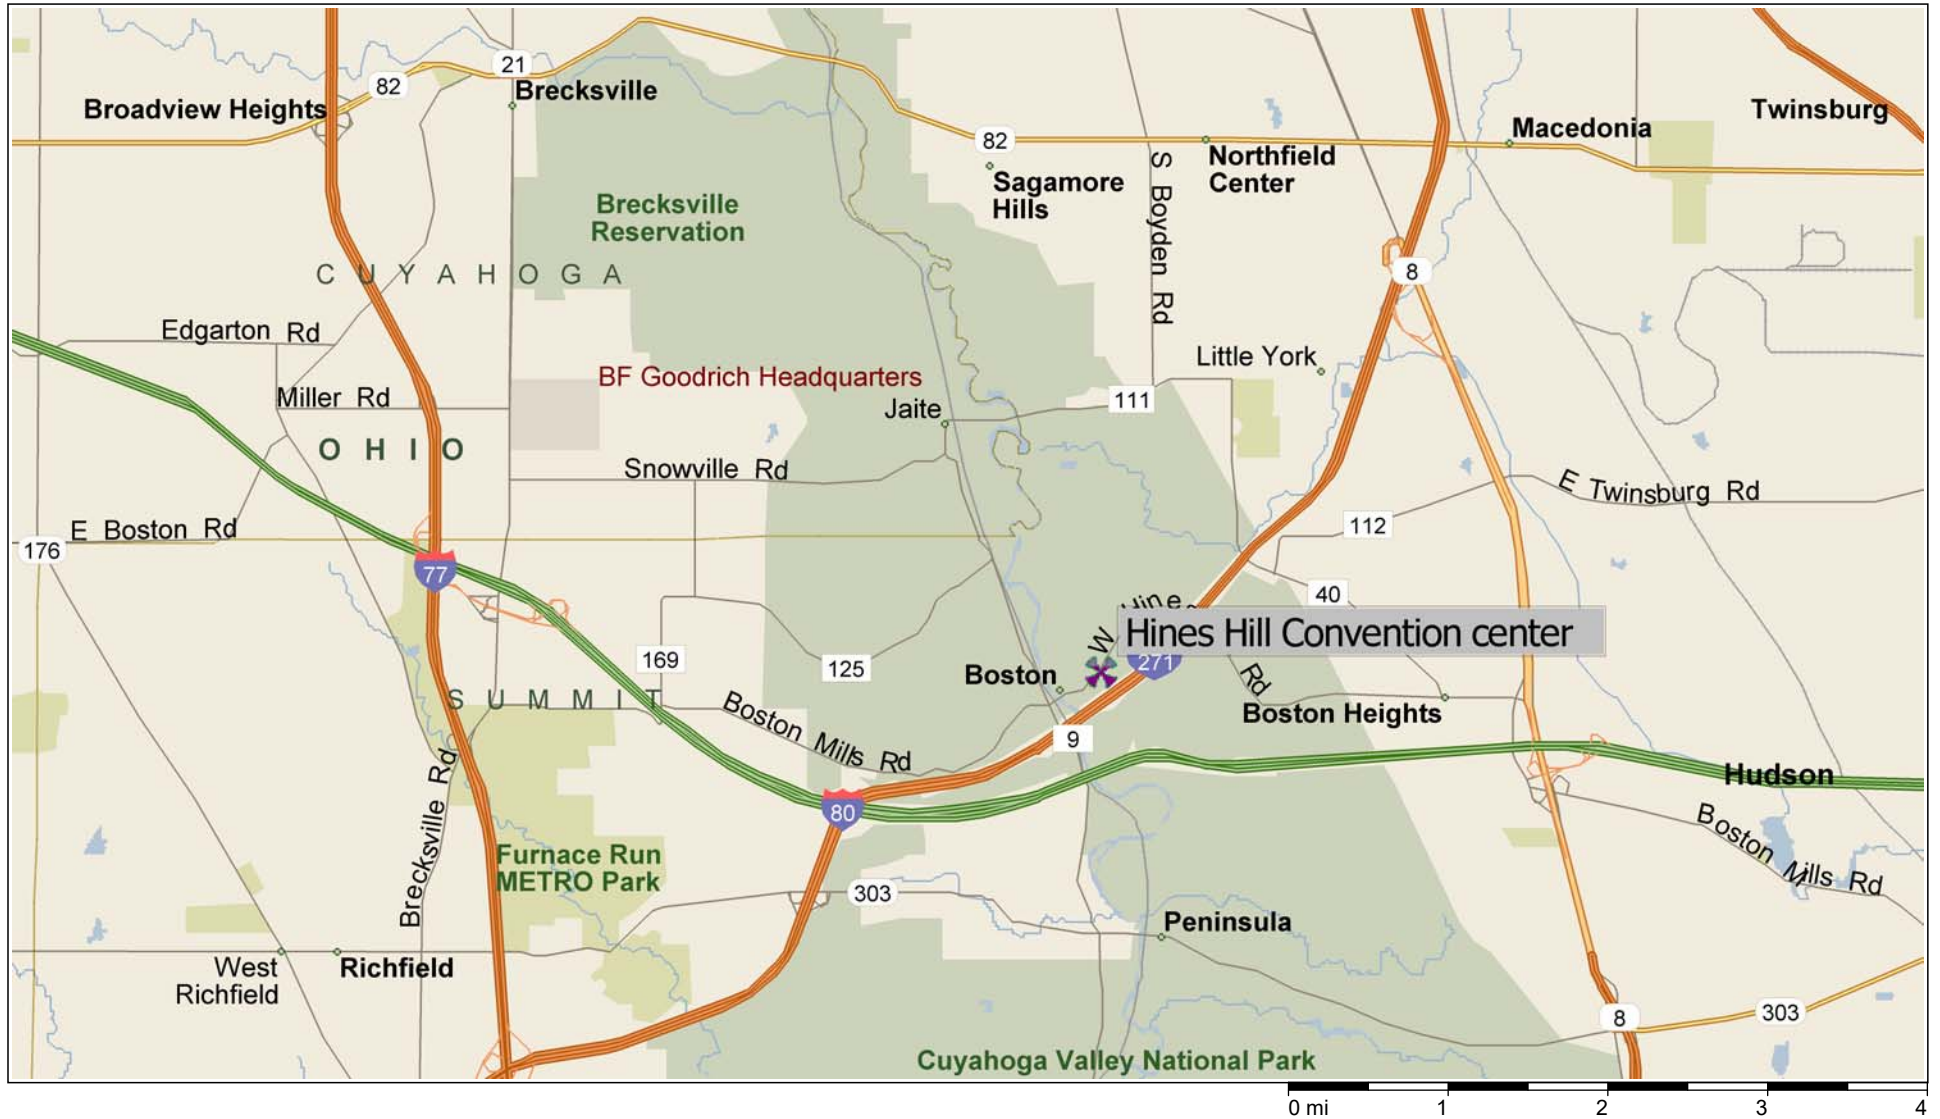 21
82
Brecksville
Broadview Heights
Twinsburg
Macedonia
82
Northfield
Center
Sagamore
Hills
S Boyden Rd
Brecksville
Reservation
CUYAHOGA
8
Edgarton Rd
Little York
BF Goodrich Headquarters
Miller Rd
111
Jaite
OHIO
Snowville Rd
E Twinsburg Rd
E Boston Rd
112
176
77
40
W Hine
Hines Hill Convention center
169
125
271
Boston
Rd
SUMMIT
Boston Mills Rd
Boston Heights
9
Brecksville Rd
Hudson
80
Boston Mills Rd
Furnace Run
METRO Park
303
Peninsula
West
Richfield
Richfield
8
303
Cuyahoga Valley National Park
0 mi 1 2 3 4